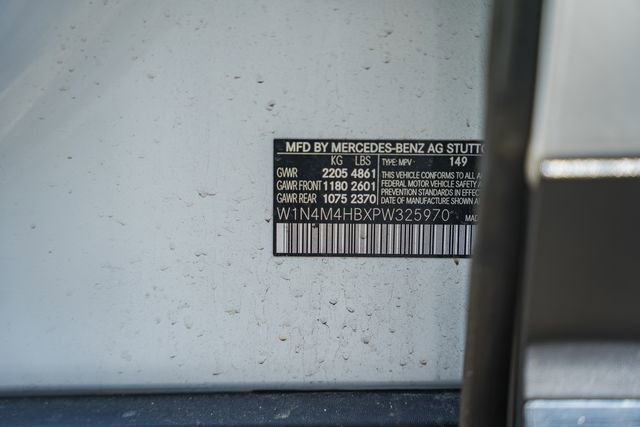 MFD BY MERCEDES-BENZ AG STUTTG
KG LBS TYPE: MPV 149
GVWR 2205 4861 THIS VEHICLE CONFORMS TO ALL A
GAWR FRONT 1180 2601 FEDERAL MOTOR VEHICLE SAFETY
GAWR REAR 1075 2370 PREVENTION STANDARDS IN EFFEC
DATE OF MANUFACTURE SHOWN A
W1N4M4HBXPW325970 MAD